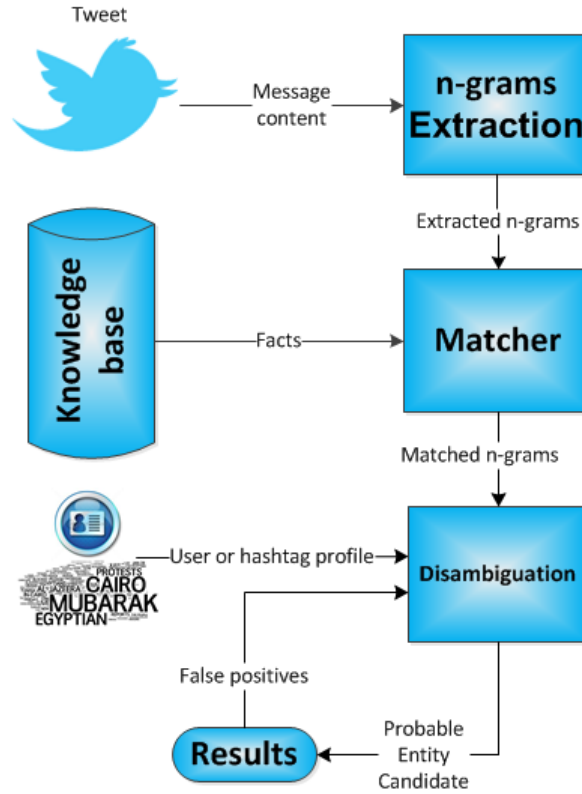 Tweet
Message
content
n-grams
Extraction
Extracted n-grams
Knowledge
base
Facts
Matcher
Matched n-grams
PROTESTS
CAIRO
MUBARAK
EGYPTIAN
User or hashtag profile
Disambiguation
False positives
Results
Probable
Entity
Candidate